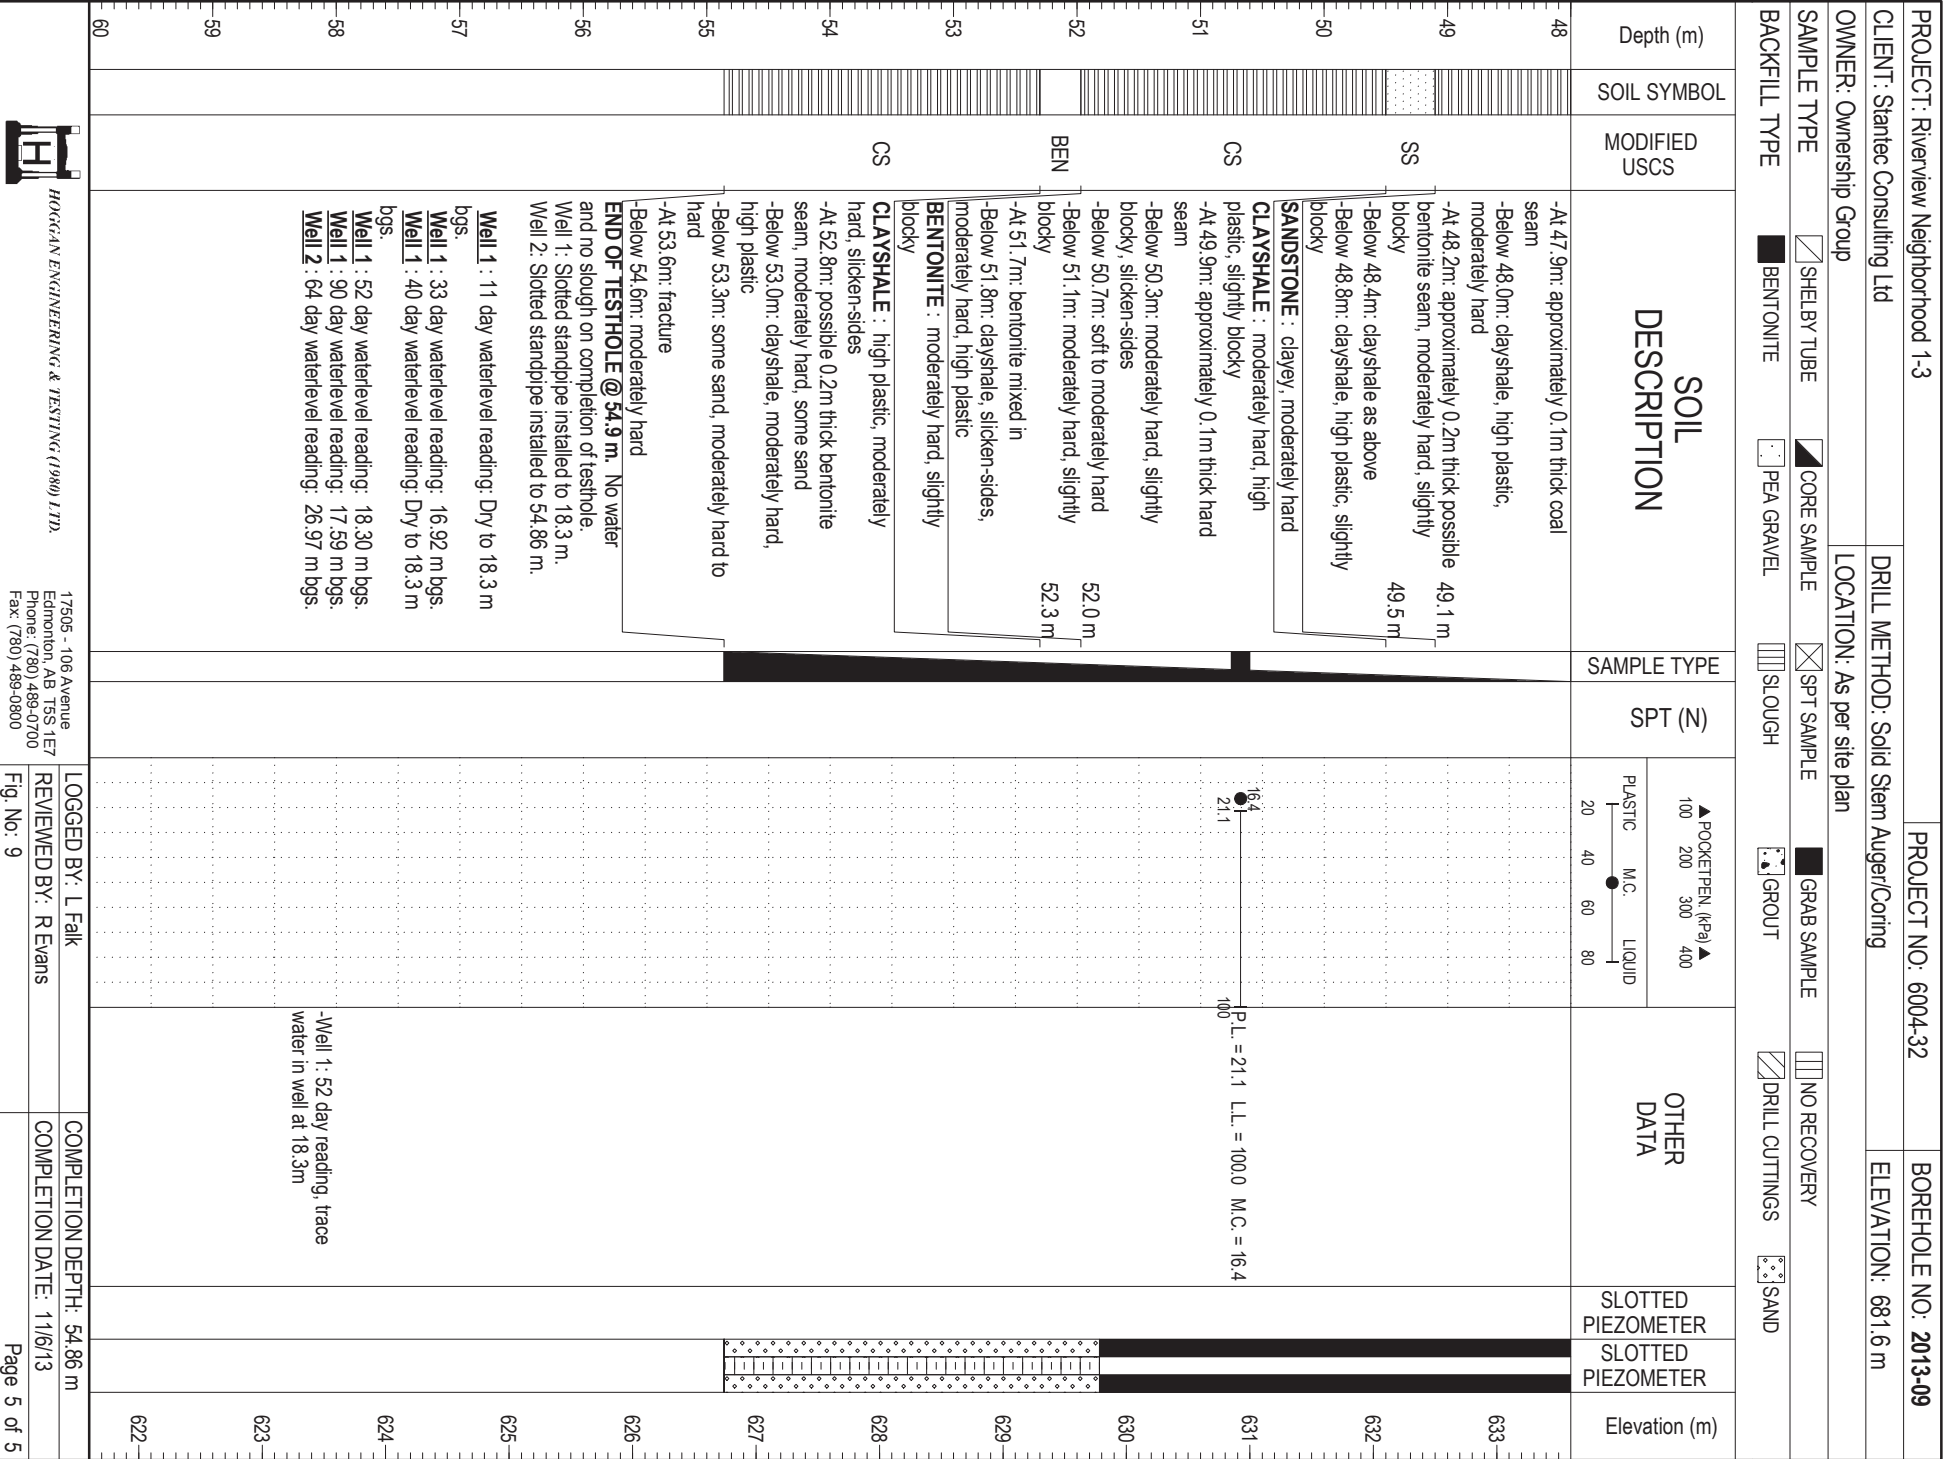 PROJECT: Riverview Neighborhood 1-3
PROJECT NO: 6004-32
BOREHOLE NO: 2013-09
CLIENT: Stantec Consulting Ltd
DRILL METHOD: Solid Stem Auger/Coring
ELEVATION: 681.6 m
OWNER: Ownership Group
LOCATION: As per site plan
SAMPLE TYPE
SHELBY TUBE
CORE SAMPLE
SPT SAMPLE
GRAB SAMPLE
NO RECOVERY
BACKFILL TYPE
BENTONITE
PEA GRAVEL
SLOUGH
GROUT
DRILL CUTTINGS
SAND
Depth (m)
SOIL SYMBOL
MODIFIED
USCS
SOIL
DESCRIPTION
SAMPLE TYPE
SPT (N)
▲ POCKETPEN. (kPa) ▲
100 200 300 400
PLASTIC M.C. LIQUID
20 40 60 80
OTHER
DATA
SLOTTED
PIEZOMETER
SLOTTED
PIEZOMETER
Elevation (m)
48
49
50
51
52
53
54
55
56
57
58
59
60
SS
CS
BEN
CS
-At 47.9m: approximately 0.1m thick coal
seam
-Below 48.0m: clayshale, high plastic,
moderately hard
-At 48.2m: approximately 0.2m thick possible
bentonite seam, moderately hard, slightly
blocky
-Below 48.4m: clayshale as above
-Below 48.8m: clayshale, high plastic, slightly
blocky
49.1 m
SANDSTONE : clayey, moderately hard
49.5 m
CLAYSHALE : moderately hard, high
plastic, slightly blocky
-At 49.9m: approximately 0.1m thick hard
seam
-Below 50.3m: moderately hard, slightly
blocky, slicken-sides
-Below 50.7m: soft to moderately hard
-Below 51.1m: moderately hard, slightly
blocky
-At 51.7m: bentonite mixed in
-Below 51.8m: clayshale, slicken-sides,
moderately hard, high plastic
52.0 m
BENTONITE : moderately hard, slightly
blocky
52.3 m
CLAYSHALE : high plastic, moderately
hard, slicken-sides
-At 52.8m: possible 0.2m thick bentonite
seam, moderately hard, some sand
-Below 53.0m: clayshale, moderately hard,
high plastic
-Below 53.3m: some sand, moderately hard to
hard
-At 53.6m: fracture
-Below 54.6m: moderately hard
END OF TESTHOLE @ 54.9 m. No water
and no slough on completion of testhole.
Well 1: Slotted standpipe installed to 18.3 m.
Well 2: Slotted standpipe installed to 54.86 m.
Well 1 : 11 day waterlevel reading: Dry to 18.3 m
bgs.
Well 1 : 33 day waterlevel reading: 16.92 m bgs.
Well 1 : 40 day waterlevel reading: Dry to 18.3 m
bgs.
Well 1 : 52 day waterlevel reading: 18.30 m bgs.
Well 1 : 90 day waterlevel reading: 17.59 m bgs.
Well 2 : 64 day waterlevel reading: 26.97 m bgs.
16.4
21.1
100
P.L. = 21.1 L.L. = 100.0 M.C. = 16.4
-Well 1: 52 day reading, trace
water in well at 18.3m
633
632
631
630
629
628
627
626
625
624
623
622
H
HOGGAN ENGINEERING & TESTING (1980) LTD.
17505 - 106 Avenue
Edmonton, AB T5S 1E7
Phone: (780) 489-0700
Fax: (780) 489-0800
LOGGED BY: L Falk
COMPLETION DEPTH: 54.86 m
REVIEWED BY: R Evans
COMPLETION DATE: 11/6/13
Fig. No: 9
Page 5 of 5